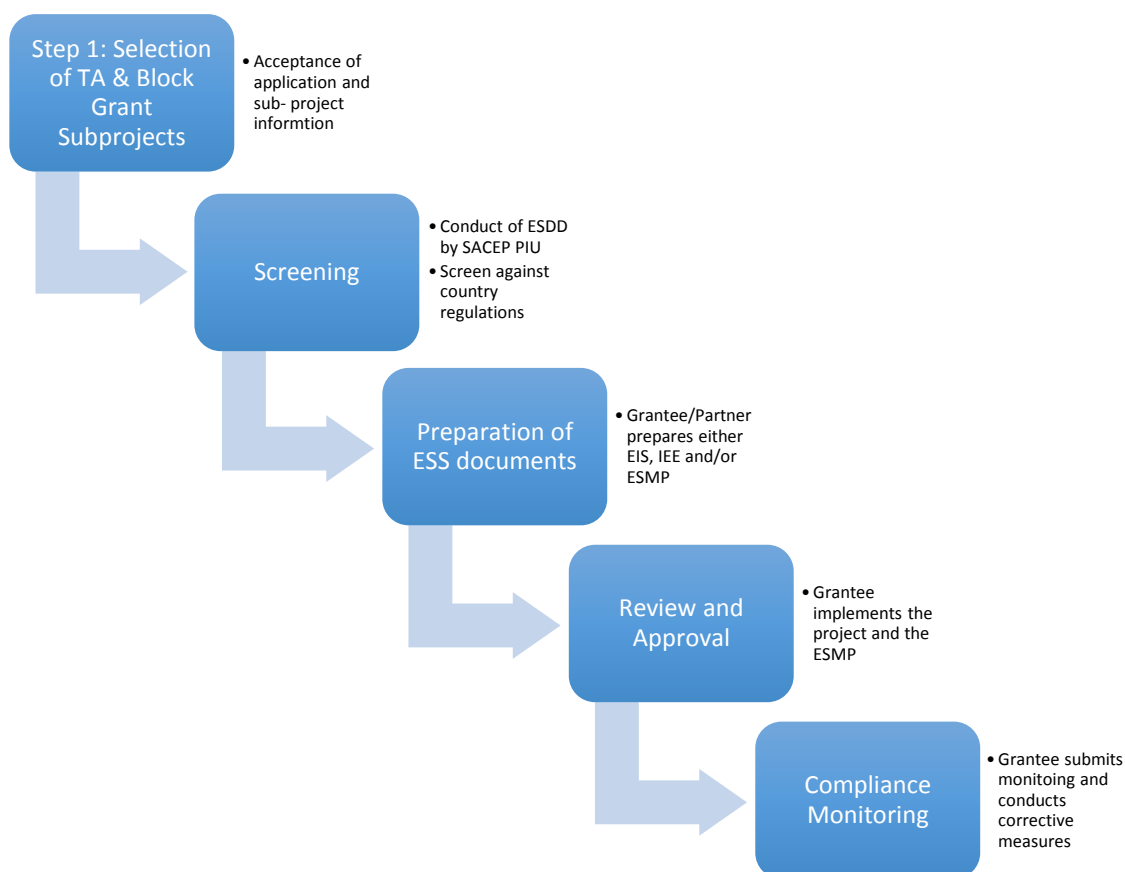 Step 1: Selection
of TA & Block
Grant
Subprojects
• Acceptance of
application and
sub- project
informtion
Screening
• Conduct of ESDD
by SACEP PIU
• Screen against
country
regulations
Preparation of
ESS documents
• Grantee/Partner
prepares either
EIS, IEE and/or
ESMP
Review and
Approval
• Grantee
implements the
project and the
ESMP
Compliance
Monitoring
• Grantee submits
monitoing and
conducts
corrective
measures